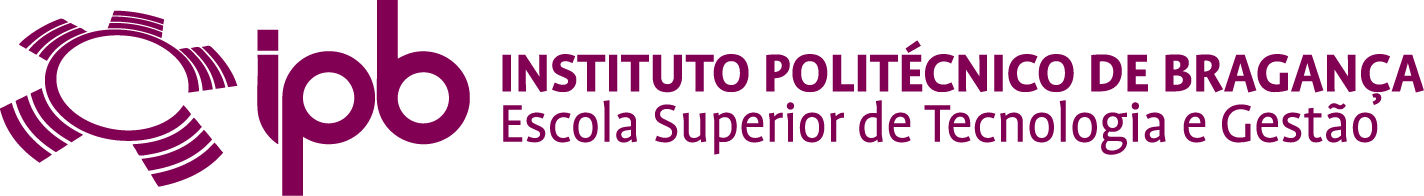 ipb
INSTITUTO POLITÉCNICO DE BRAGANÇA
Escola Superior de Tecnologia e Gestão